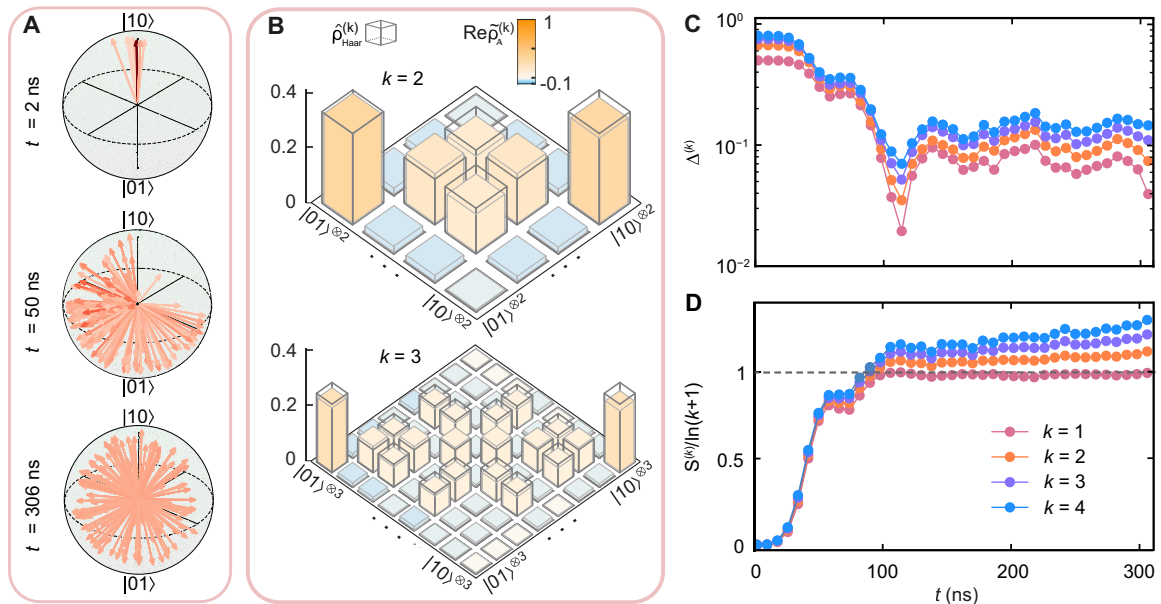 A
|10⟩
t = 2 ns
|01⟩
|10⟩
t = 50 ns
|01⟩
|10⟩
t = 306 ns
|01⟩
B
ρ̂_Haar^(k)
Reρ̃_A^(k)
1
-0.1
k = 2
0.4
0.2
0
|01⟩⊗2
. . .
|10⟩⊗2
|01⟩⊗2
. . .
|10⟩⊗2
k = 3
0.4
0.2
0
|01⟩⊗3
. . .
|10⟩⊗3
|01⟩⊗3
. . .
|10⟩⊗3
C
10⁰
10⁻¹
10⁻²
Δ^(k)
D
S^(k)/ln(k+1)
1
0.5
0
k = 1
k = 2
k = 3
k = 4
0 100 200 300
t (ns)